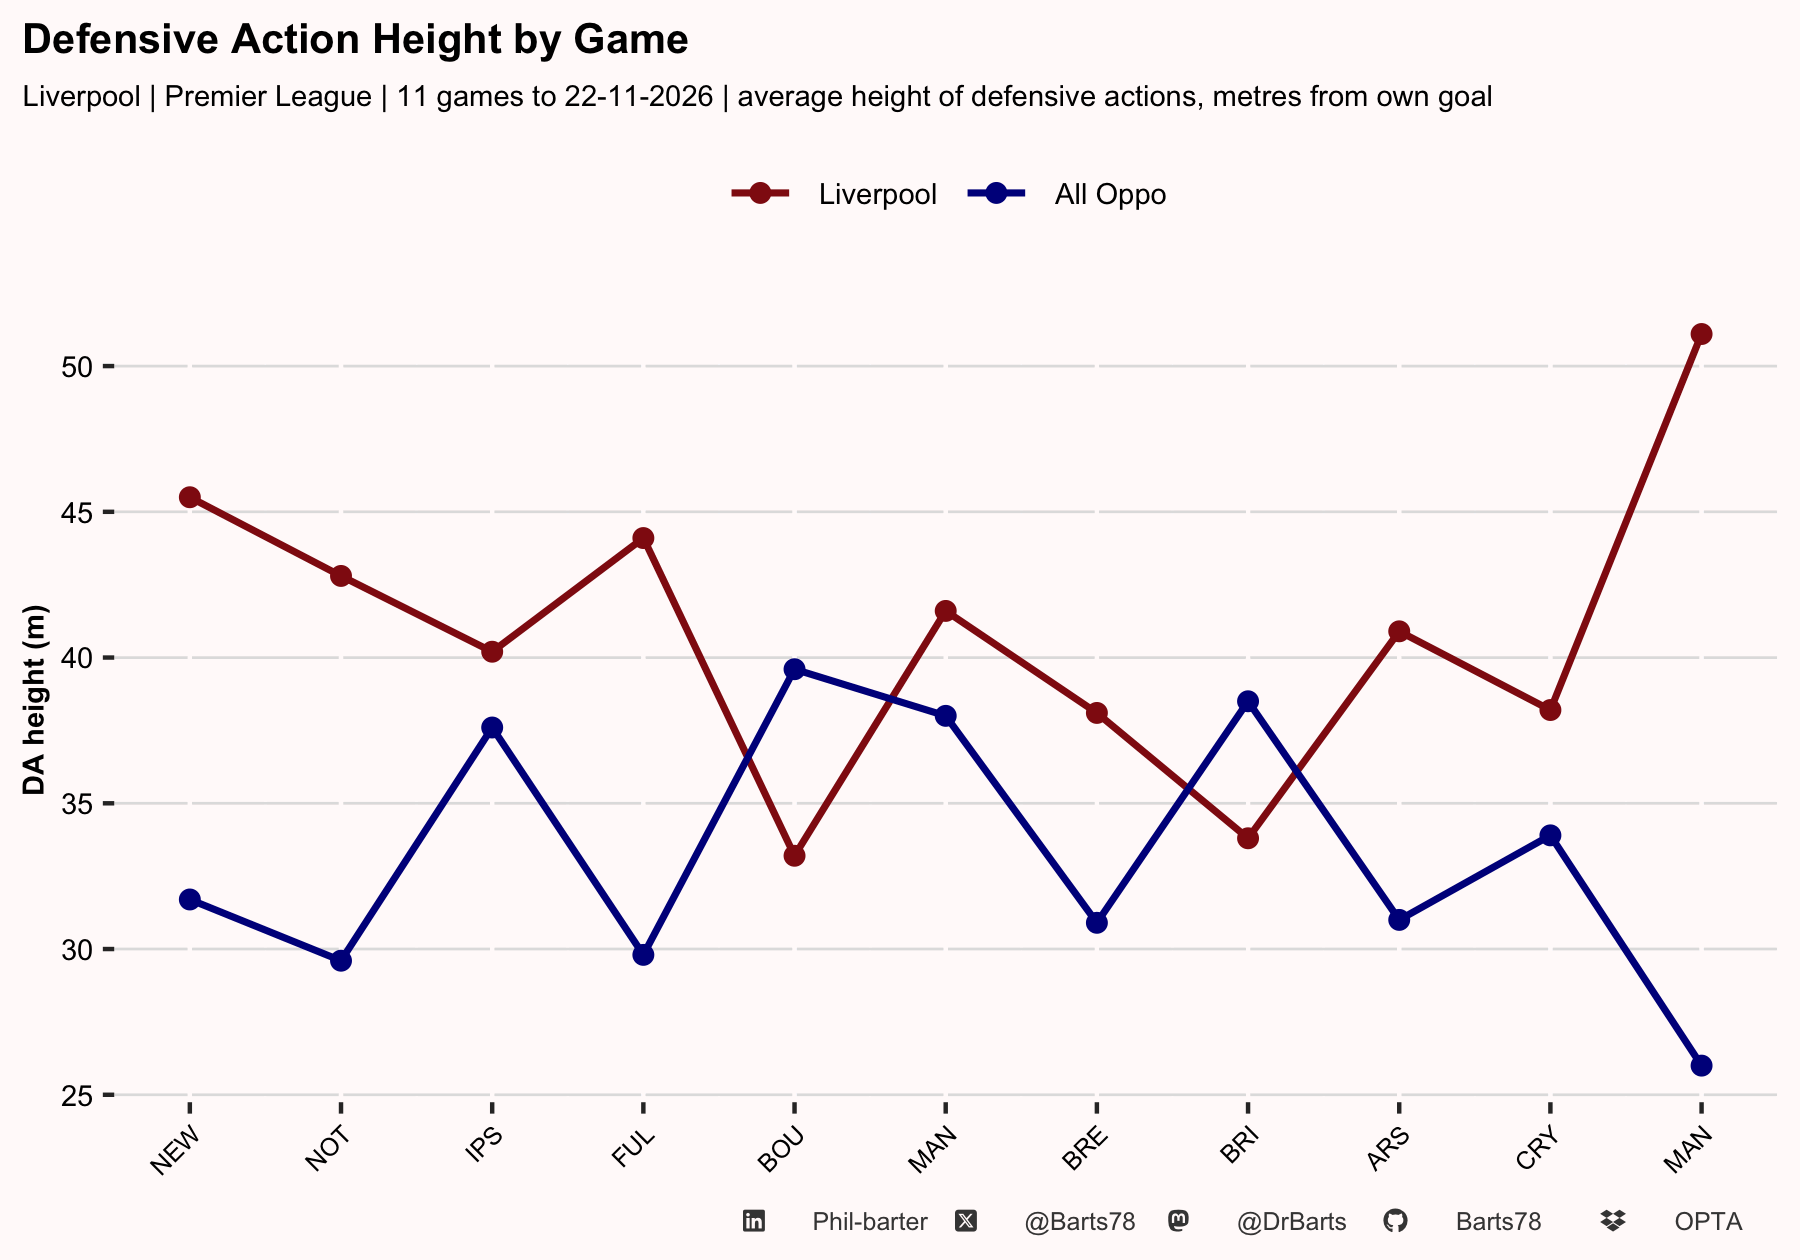 Defensive Action Height by Game
Liverpool | Premier League | 11 games to 22-11-2026 | average height of defensive actions, metres from own goal
Liverpool All Oppo
DA height (m)
50
45
40
35
30
25
NEW NOT IPS FUL BOU MAN BRE BRI ARS CRY MAN
Phil-barter @Barts78 @DrBarts Barts78 OPTA